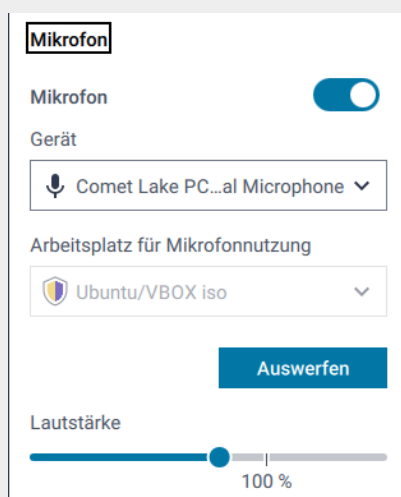 Mikrofon
Mikrofon
Gerät
Comet Lake PC...al Microphone
Arbeitsplatz für Mikrofonnutzung
Ubuntu/VBOX iso
Auswerfen
Lautstärke
100 %